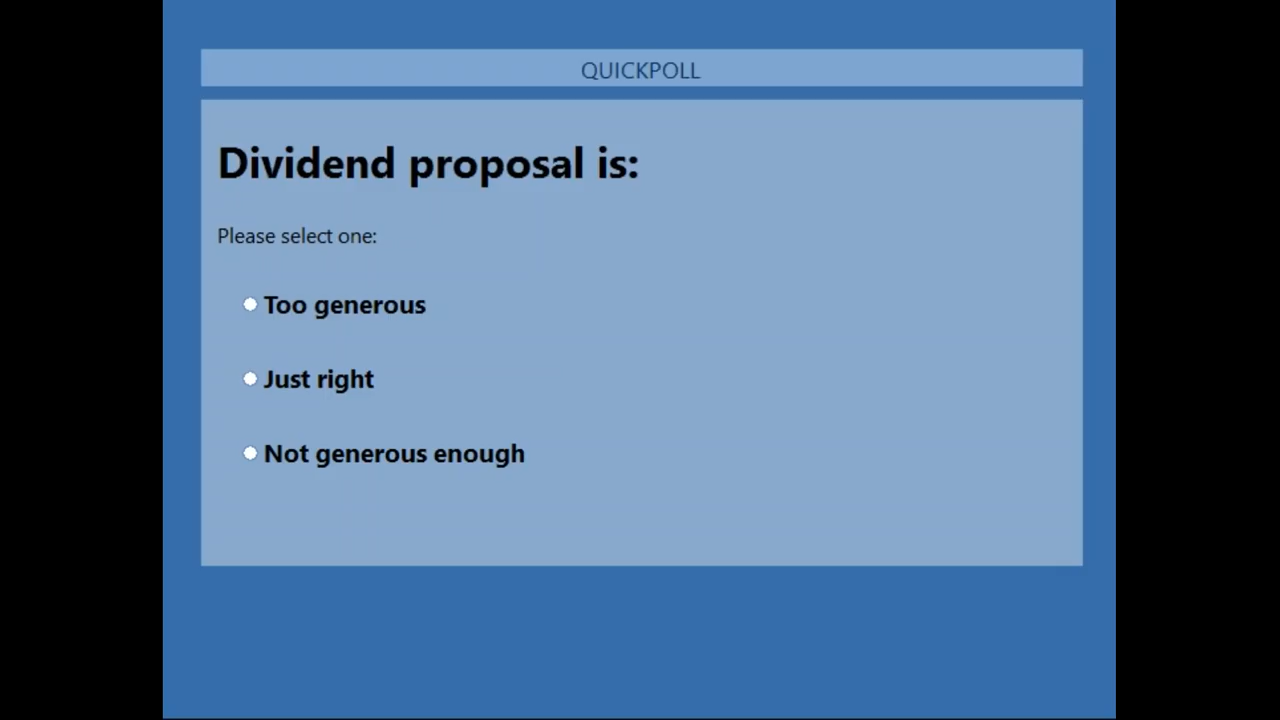 QUICKPOLL
Dividend proposal is:
Please select one:
Too generous
Just right
Not generous enough